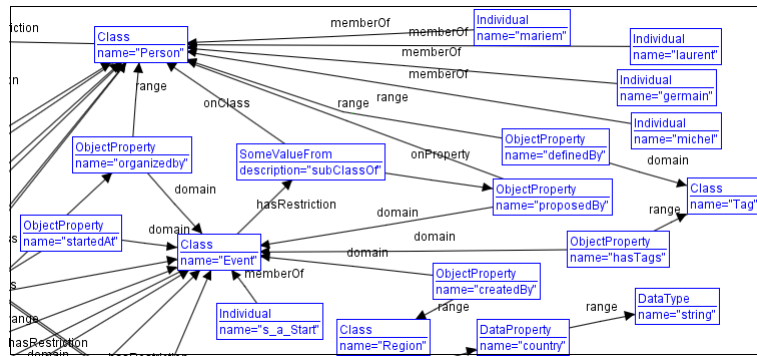 riction
memberOf
Individual
name="mariem"
Class
name="Person"
memberOf
Individual
name="laurent"
memberOf
memberOf
Individual
name="germain"
range
onClass
range
range
Individual
name="michel"
ObjectProperty
name="organizedby"
SomeValueFrom
description="subClassOf"
onProperty
ObjectProperty
name="definedBy"
domain
domain
hasRestriction
ObjectProperty
name="proposedBy"
Class
name="Tag"
ObjectProperty
name="startedAt"
domain
domain
range
Class
name="Event"
domain
domain
ObjectProperty
name="hasTags"
memberOf
ObjectProperty
name="createdBy"
range
Individual
name="s_a_Start"
range
range
DataType
name="string"
hasRestriction
domain
Class
name="Region"
DataProperty
name="country"